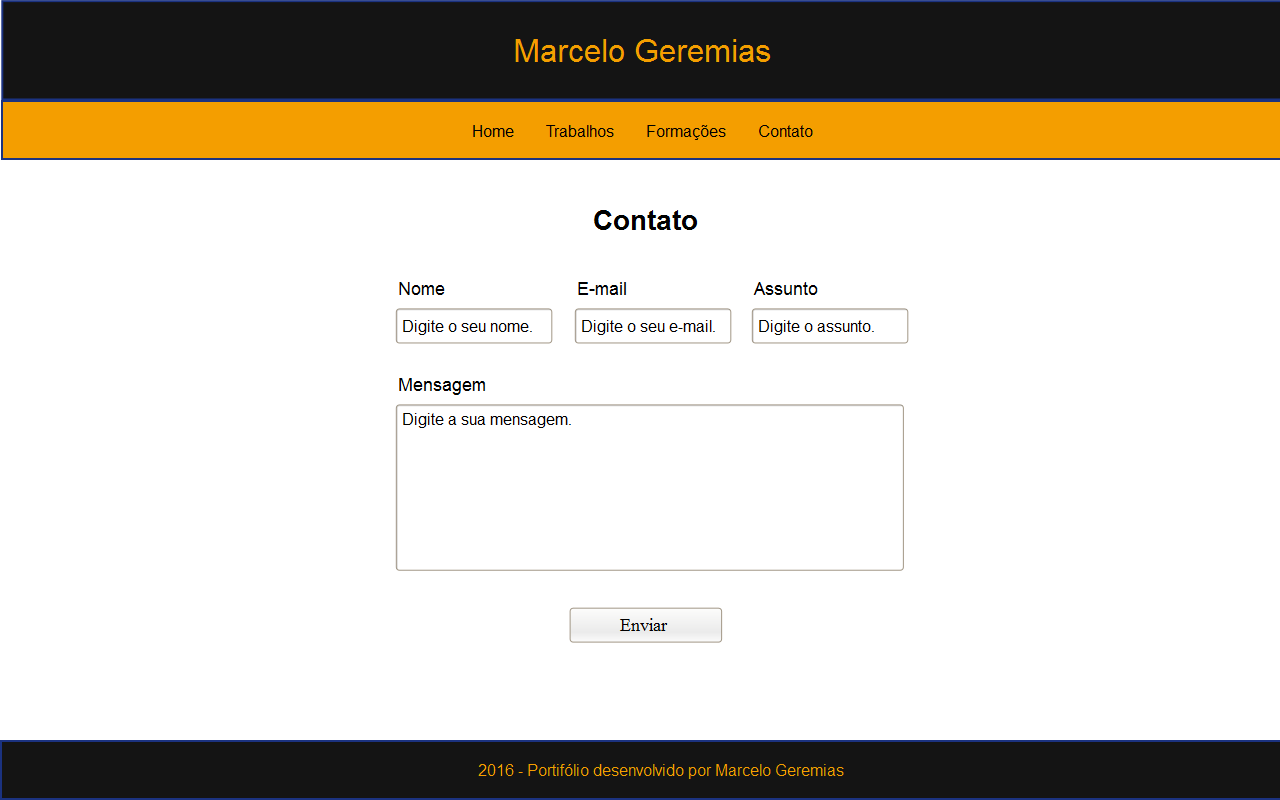 Marcelo Geremias
Home Trabalhos Formações Contato
Contato
Nome E-mail Assunto
Digite o seu nome. Digite o seu e-mail. Digite o assunto.
Mensagem
Digite a sua mensagem.
Enviar
2016 - Portifólio desenvolvido por Marcelo Geremias